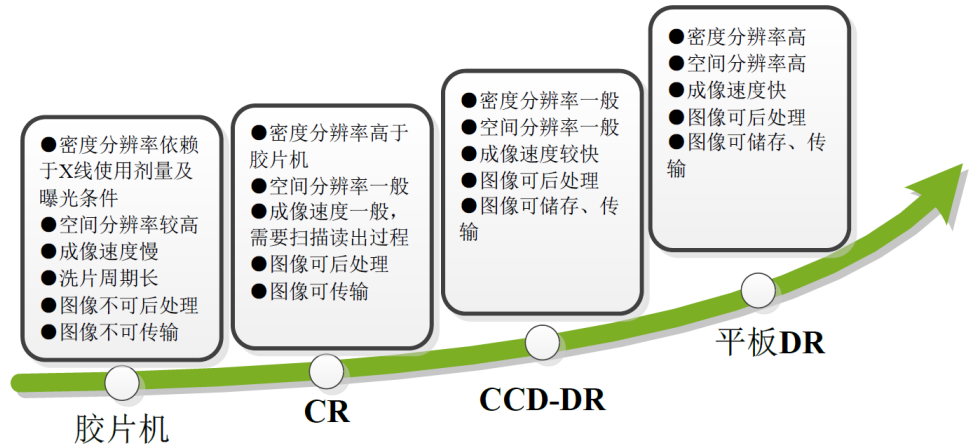 ●密度分辨率依赖
于X线使用剂量及
曝光条件
●空间分辨率较高
●成像速度慢
●洗片周期长
●图像不可后处理
●图像不可传输
胶片机
●密度分辨率高于
胶片机
●空间分辨率一般
●成像速度一般，
需要扫描读出过程
●图像可后处理
●图像可传输
CR
●密度分辨率一般
●空间分辨率一般
●成像速度较快
●图像可后处理
●图像可储存、传
输
CCD-DR
●密度分辨率高
●空间分辨率高
●成像速度快
●图像可后处理
●图像可储存、传
输
平板DR